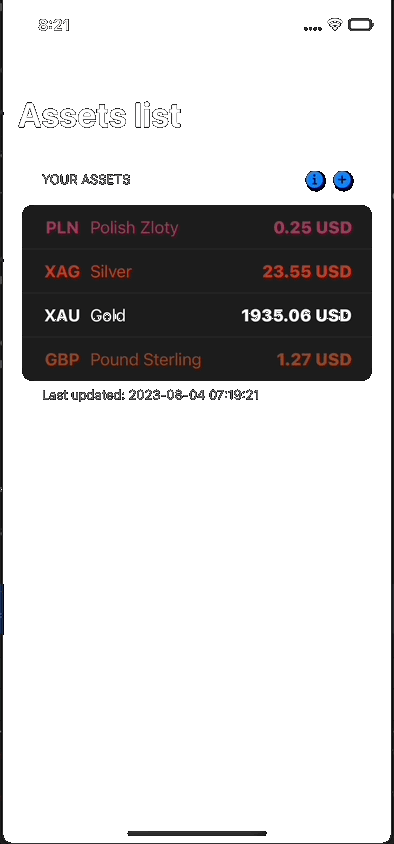 8:21
Assets list
YOUR ASSETS
PLN Polish Zloty 0.25 USD
XAG Silver 23.55 USD
XAU Gold 1935.06 USD
GBP Pound Sterling 1.27 USD
Last updated: 2023-08-04 07:19:21